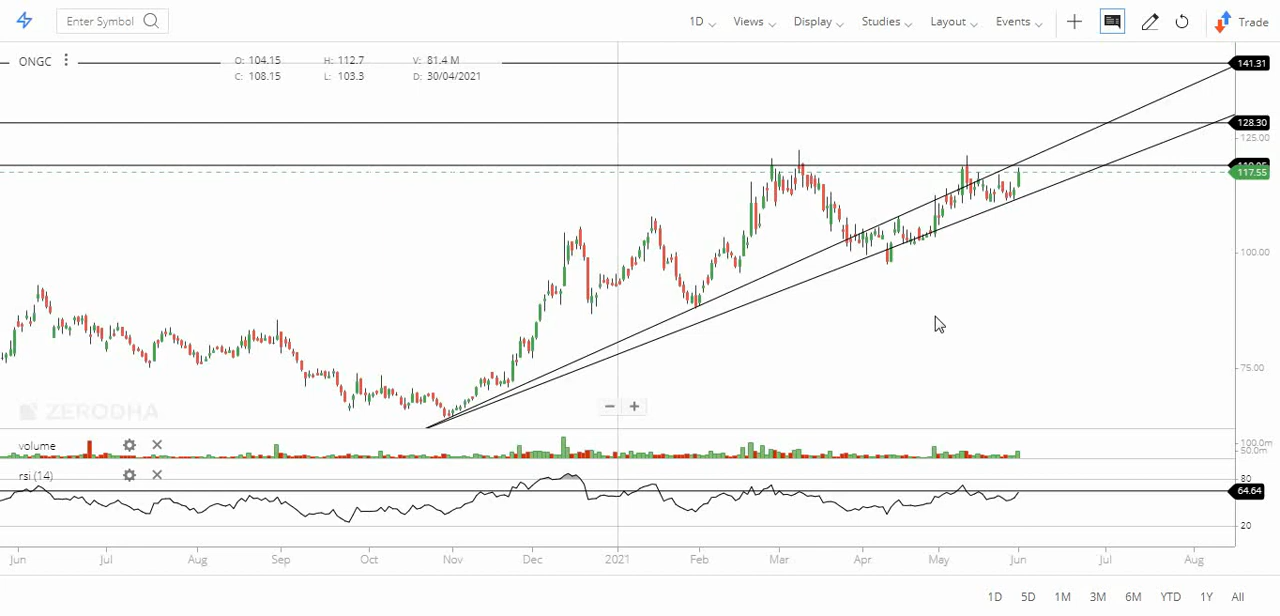 Enter Symbol 1D Views Display Studies Layout Events Trade
ONGC O: 104.15 H: 112.7 V: 81.4 M
C: 108.15 L: 103.3 D: 30/04/2021
141.31
128.30
125.00
117.55
100.00
75.00
ZERODHA
volume
100.0m
50.0m
rsi (14)
80
64.64
20
Jun Jul Aug Sep Oct Nov Dec 2021 Feb Mar Apr May Jun Jul Aug
1D 5D 1M 3M 6M YTD 1Y All